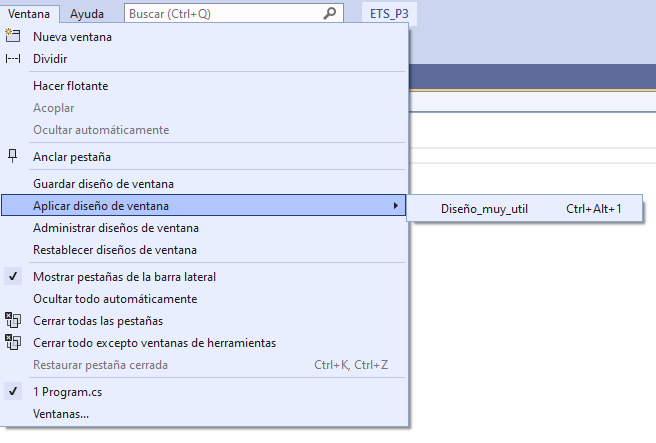 Ventana Ayuda Buscar (Ctrl+Q) ETS_P3
Nueva ventana
Dividir
Hacer flotante
Acoplar
Ocultar automáticamente
Anclar pestaña
Guardar diseño de ventana
Aplicar diseño de ventana
Diseño_muy_util Ctrl+Alt+1
Administrar diseños de ventana
Restablecer diseños de ventana
Mostrar pestañas de la barra lateral
Ocultar todo automáticamente
Cerrar todas las pestañas
Cerrar todo excepto ventanas de herramientas
Restaurar pestaña cerrada Ctrl+K, Ctrl+Z
1 Program.cs
Ventanas...